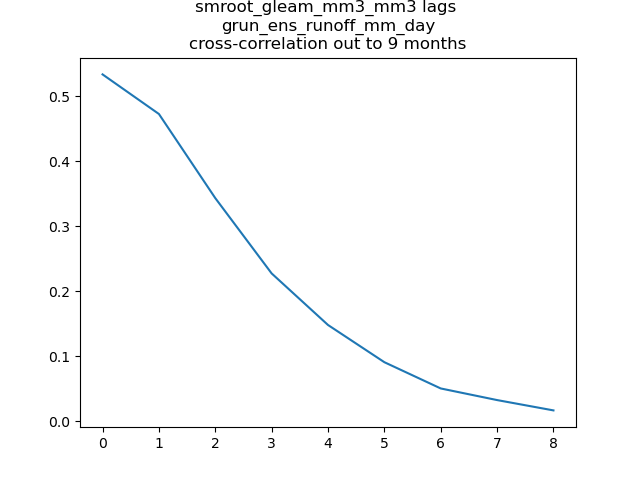 smroot_gleam_mm3_mm3 lags
grun_ens_runoff_mm_day
cross-correlation out to 9 months
0.5
0.4
0.3
0.2
0.1
0.0
0 1 2 3 4 5 6 7 8